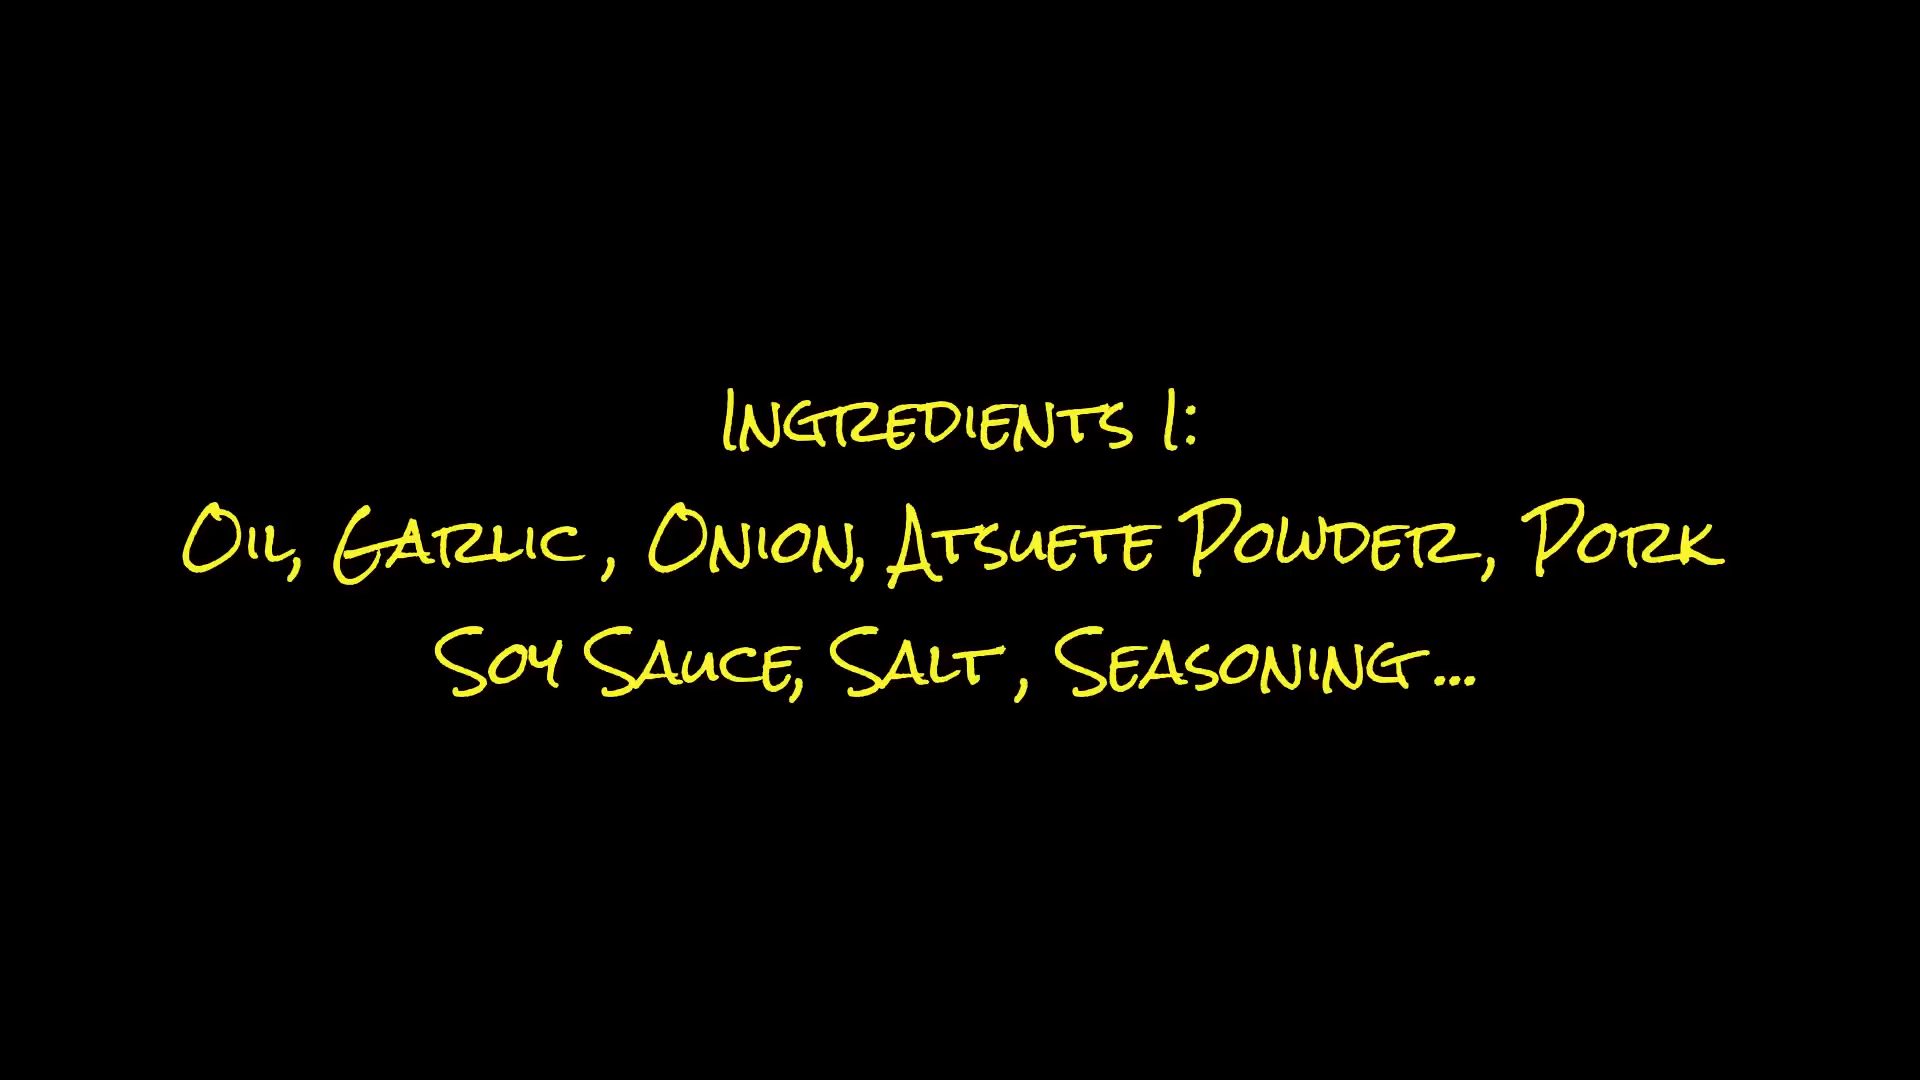 Ingredients 1:
Oil, Garlic , Onion, Atsuete Powder, Pork
Soy Sauce, Salt , Seasoning...